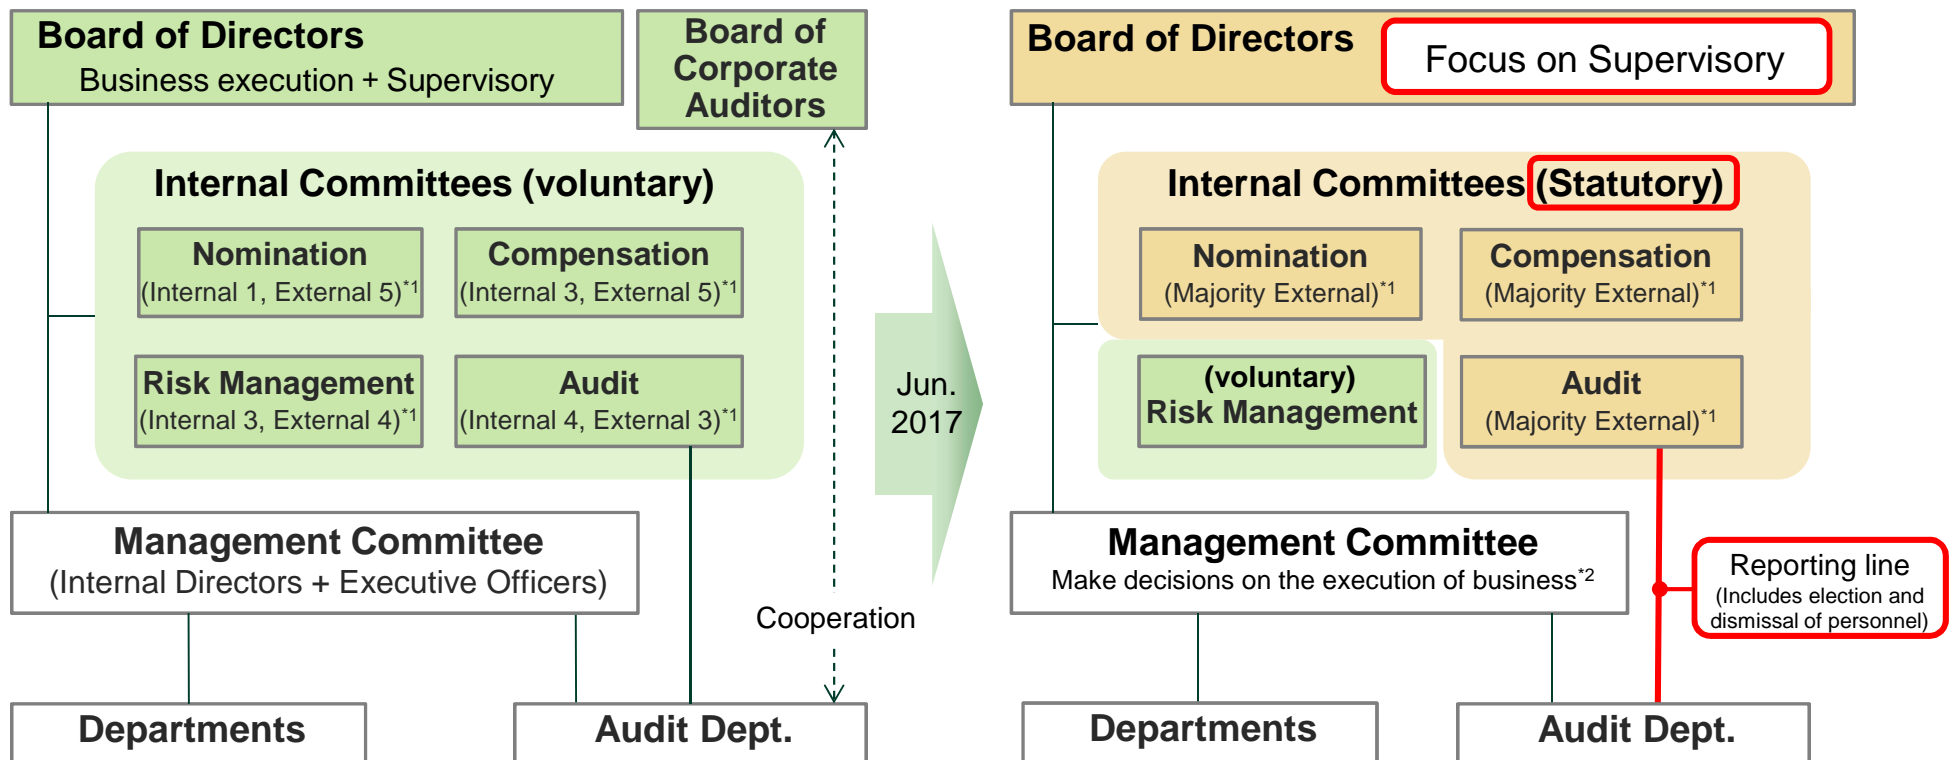 Board of Directors
Business execution + Supervisory
Board of
Corporate
Auditors
Internal Committees (voluntary)
Nomination
(Internal 1, External 5)*1
Compensation
(Internal 3, External 5)*1
Risk Management
(Internal 3, External 4)*1
Audit
(Internal 4, External 3)*1
Management Committee
(Internal Directors + Executive Officers)
Cooperation
Departments
Audit Dept.
Jun.
2017
Board of Directors
Focus on Supervisory
Internal Committees (Statutory)
Nomination
(Majority External)*1
Compensation
(Majority External)*1
(voluntary)
Risk Management
Audit
(Majority External)*1
Management Committee
Make decisions on the execution of business*2
Reporting line
(Includes election and
dismissal of personnel)
Departments
Audit Dept.